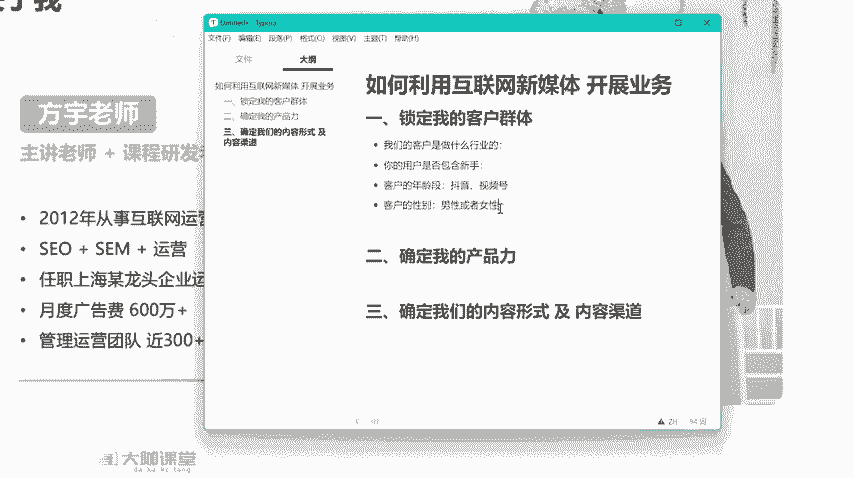 方宇老师
主讲老师 + 课程研发
• 2012年从事互联网运营
• SEO + SEM + 运营
• 任职上海某龙头企业运
• 月度广告费 600万+
• 管理运营团队 近300+
大咖课堂
da ka ke tang
Untitled• - Typora
文件(F) 编辑(E) 段落(P) 格式(O) 视图(V) 主题(T) 帮助(H)
文件 大纲
如何利用互联网新媒体 开展业务
一、锁定我的客户群体
二、确定我的产品力
三、确定我们的内容形式 及
内容渠道
如何利用互联网新媒体 开展业务
一、锁定我的客户群体
• 我们的客户是做什么行业的:
• 你的用户是否包含新手:
• 客户的年龄段: 抖音、视频号
• 客户的性别: 男性或者女性
二、确定我的产品力
三、确定我们的内容形式 及 内容渠道
ZH 94 词